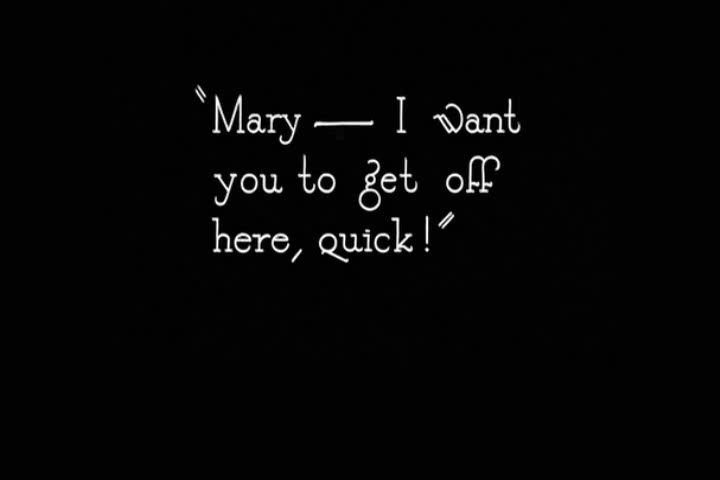 "Mary — I want
you to get off
here, quick!"